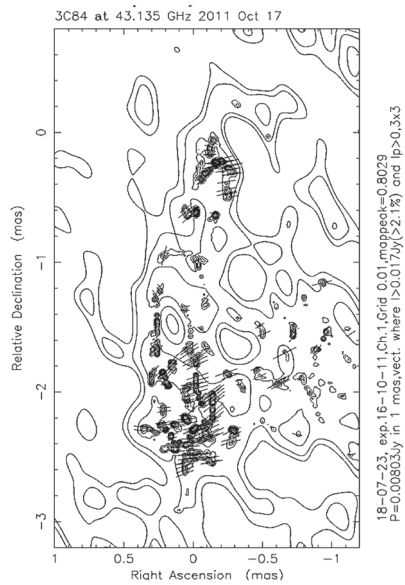 3C84 at 43.135 GHz 2011 Oct 17
Relative Declination (mas)
0
−1
−2
−3
1 0.5 0 −0.5 −1
Right Ascension (mas)
18-07-23, exp.16-10-11,Ch.1,Grid 0.01,mappeak=0.8029
P=0.00803Jy in 1 mas,vect. where I>0.017Jy(>2.1%) and Ip>0.3x3